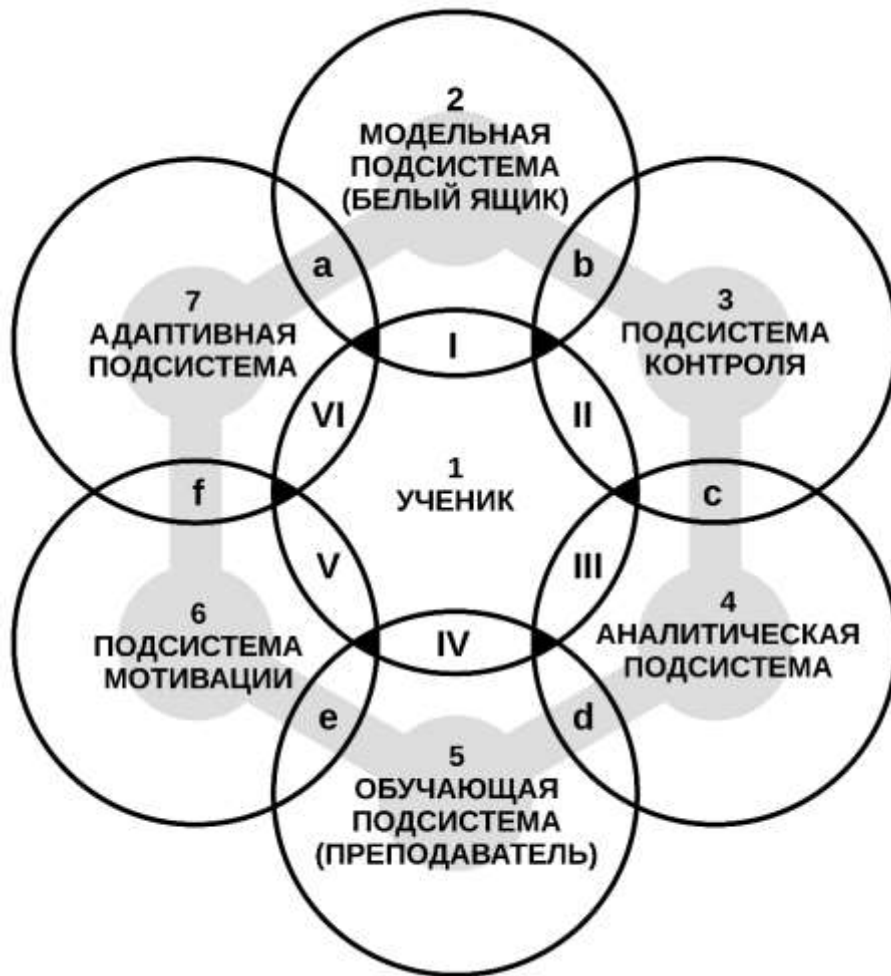 2
МОДЕЛЬНАЯ
ПОДСИСТЕМА
(БЕЛЫЙ ЯЩИК)
a
b
7
АДАПТИВНАЯ
ПОДСИСТЕМА
3
ПОДСИСТЕМА
КОНТРОЛЯ
I
VI
II
1
УЧЕНИК
f
c
V
III
6
ПОДСИСТЕМА
МОТИВАЦИИ
IV
4
АНАЛИТИЧЕСКАЯ
ПОДСИСТЕМА
e
d
5
ОБУЧАЮЩАЯ
ПОДСИСТЕМА
(ПРЕПОДАВАТЕЛЬ)